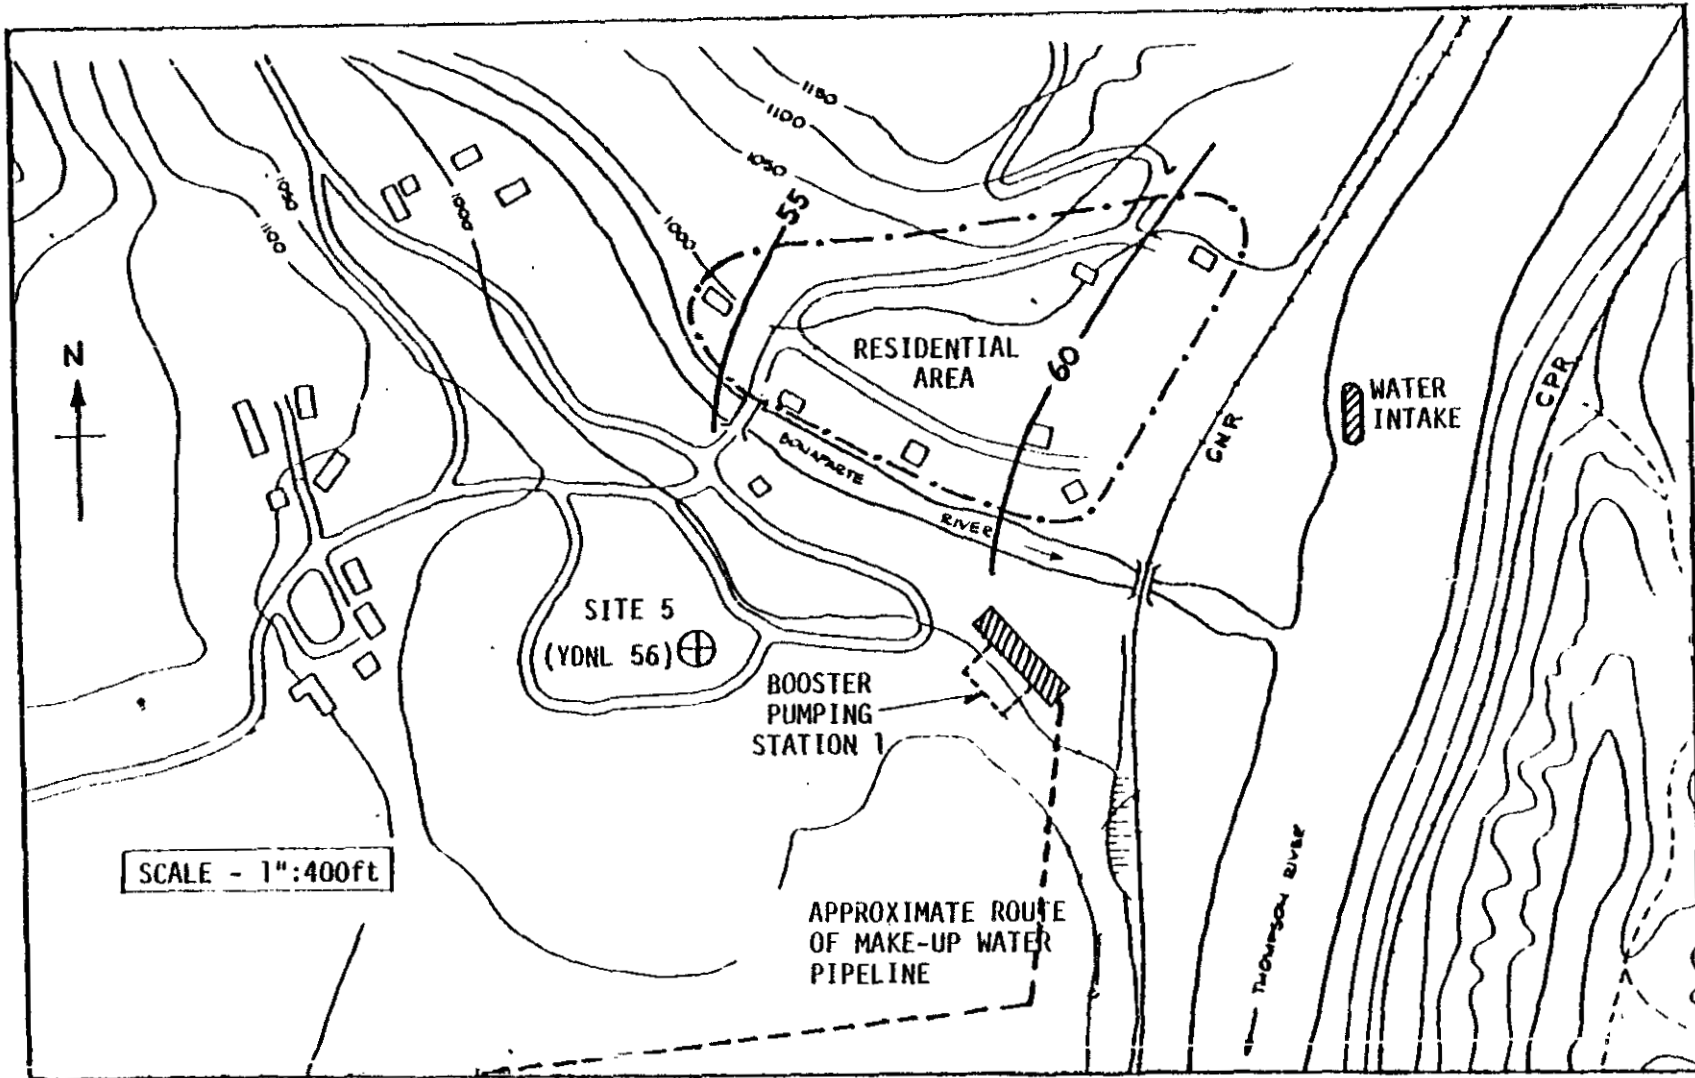 1150
1100
1050
1050
1100
1000
1000
55
60
N
RESIDENTIAL
AREA
WATER
INTAKE
CPR
CNR
BONAPARTE
RIVER
SITE 5
(YDNL 56)
BOOSTER
PUMPING
STATION 1
SCALE - 1":400ft
APPROXIMATE ROUTE
OF MAKE-UP WATER
PIPELINE
THOMPSON RIVER